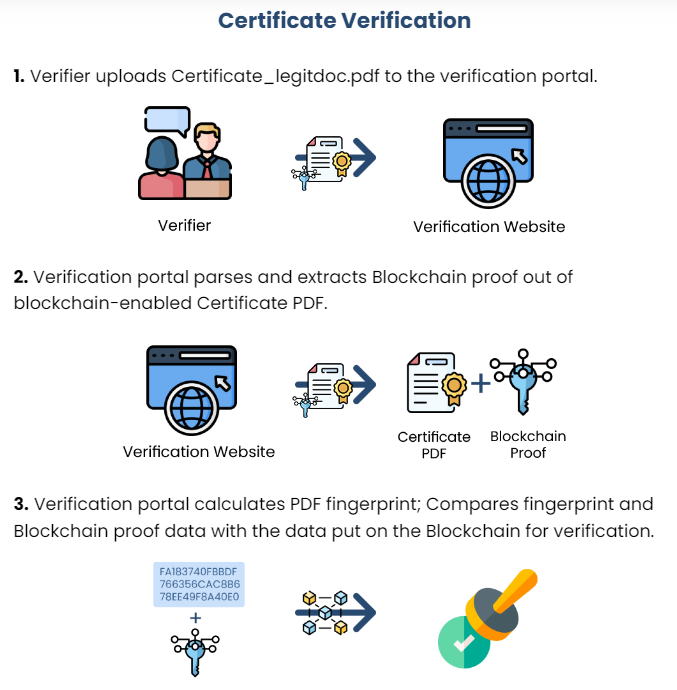 Certificate Verification
1. Verifier uploads Certificate_legitdoc.pdf to the verification portal.
Verifier
Verification Website
2. Verification portal parses and extracts Blockchain proof out of
blockchain-enabled Certificate PDF.
Verification Website
Certificate
PDF
Blockchain
Proof
3. Verification portal calculates PDF fingerprint; Compares fingerprint and
Blockchain proof data with the data put on the Blockchain for verification.
FA183740FBBDF
766356CAC8B6
78EE49F8A40E0
+